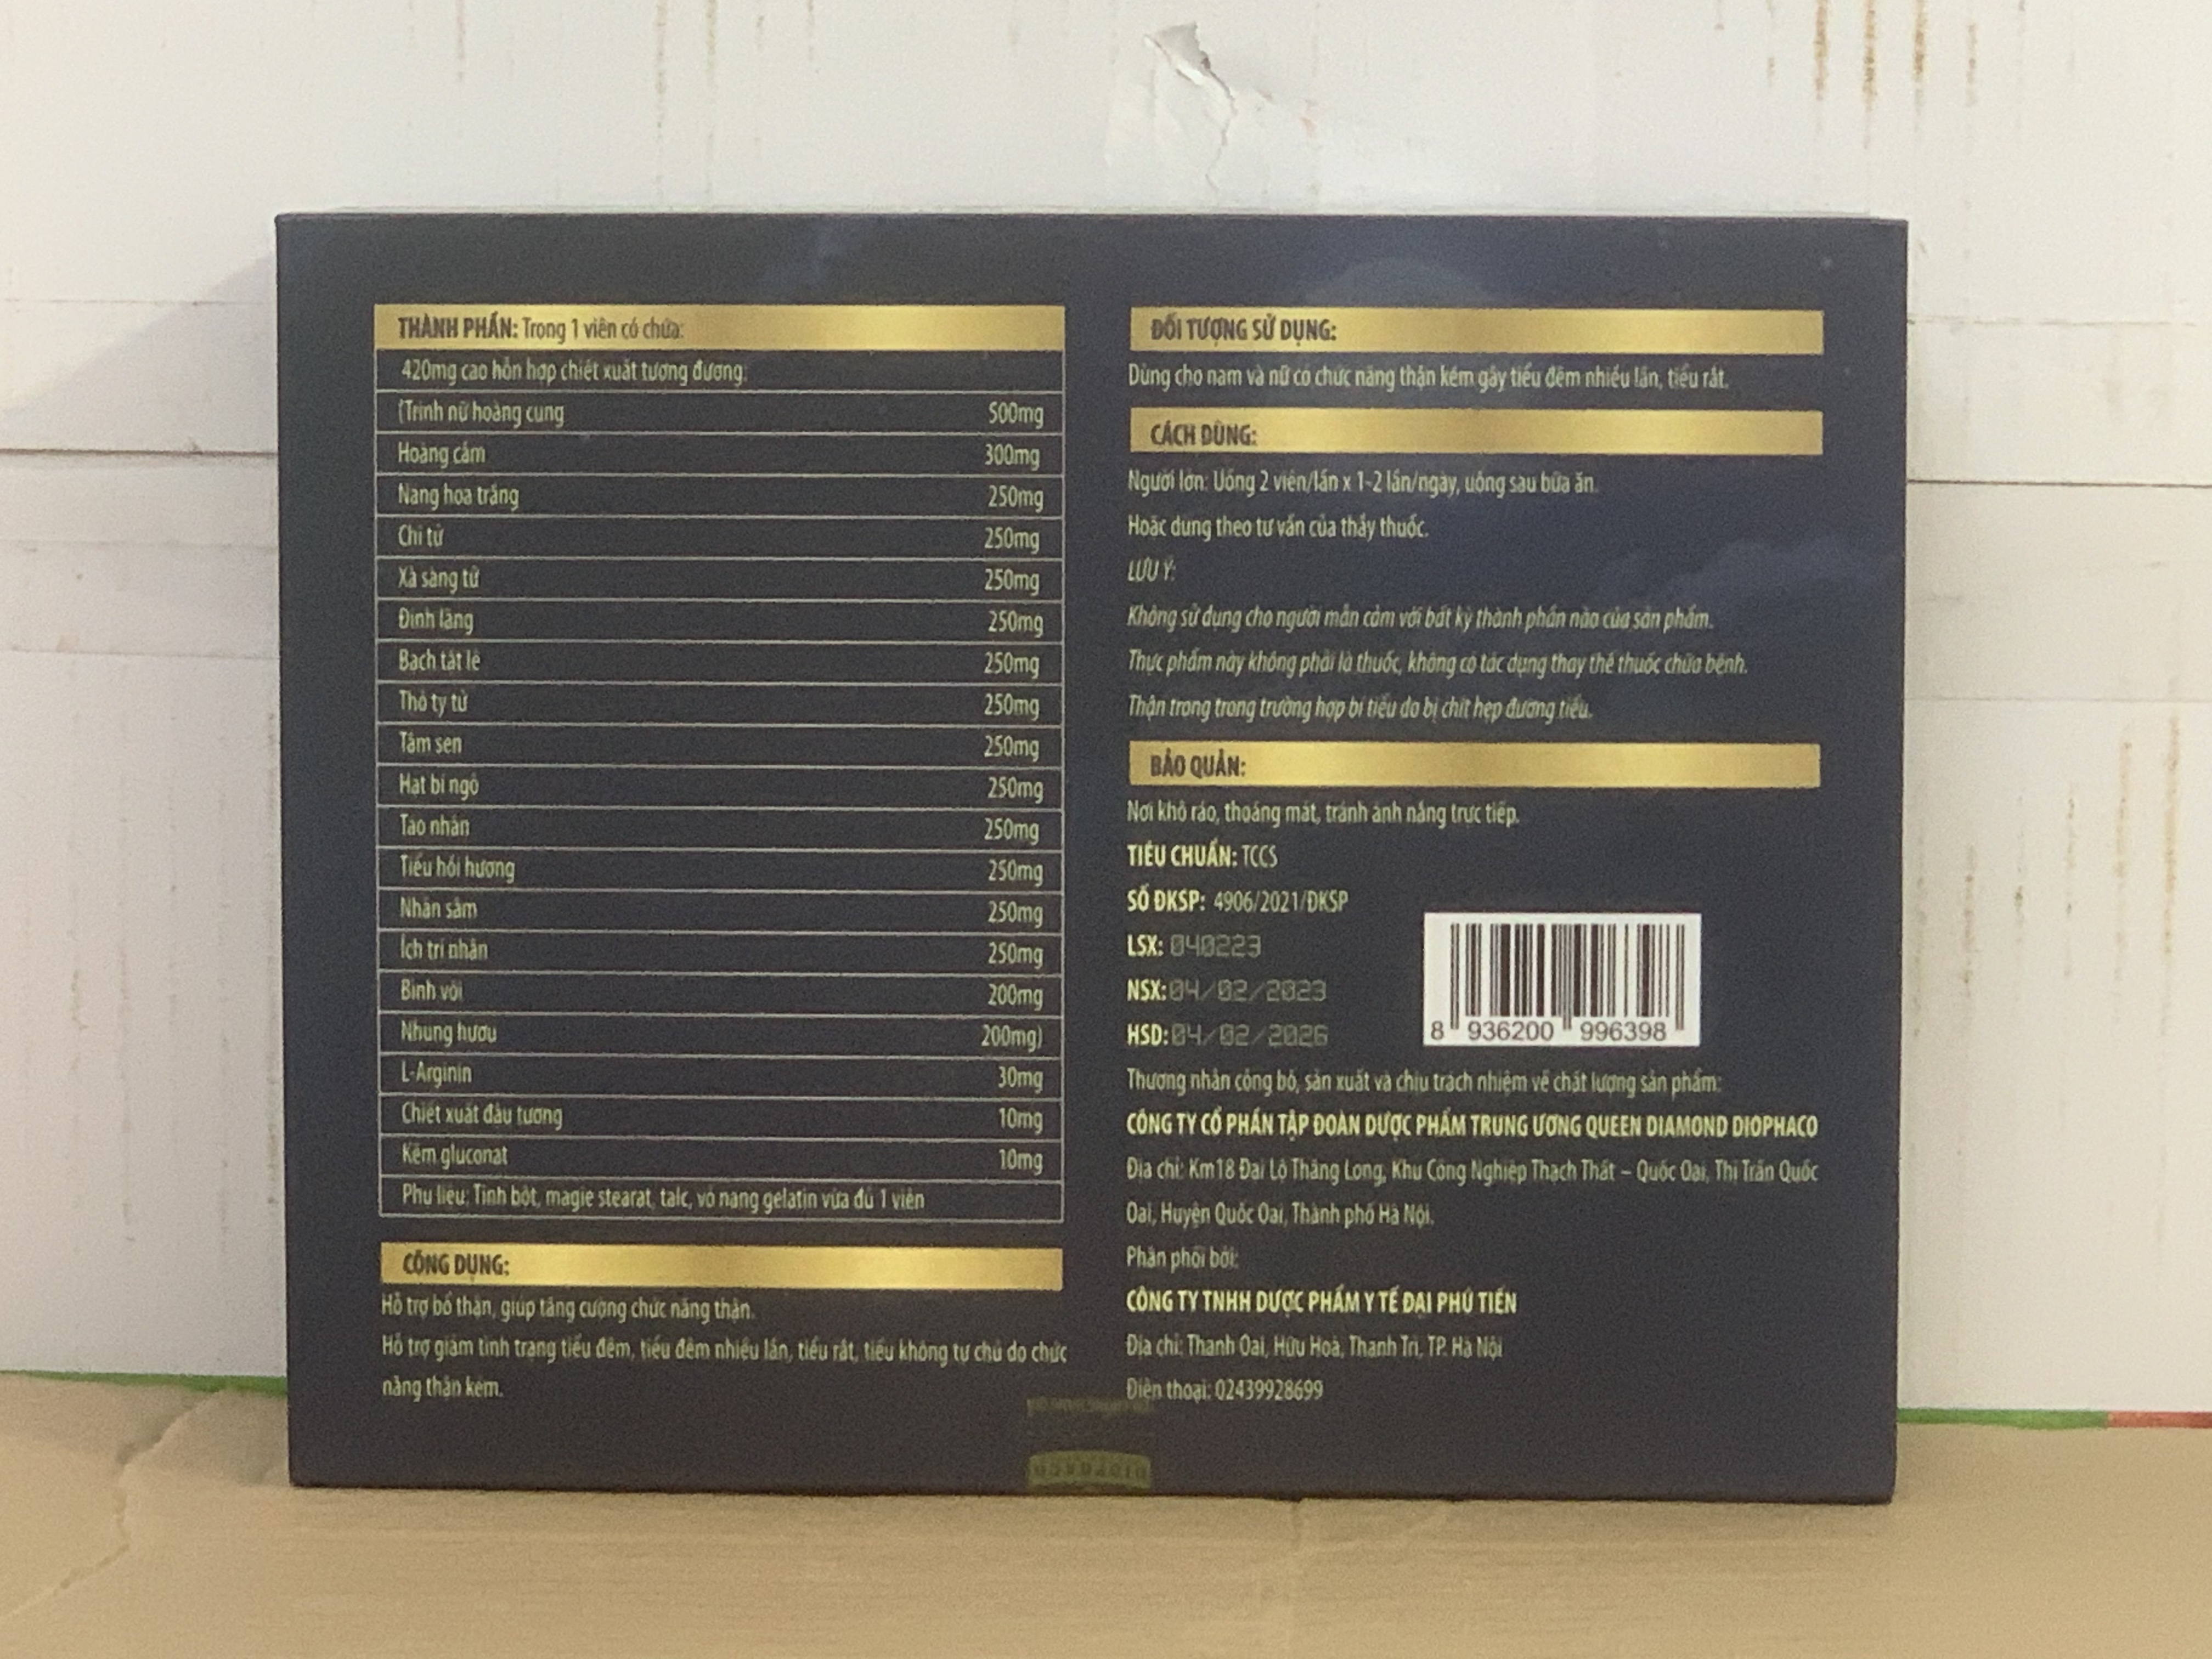 THÀNH PHẦN: Trong 1 viên có chứa:
420mg cao hỗn hợp chiết xuất tương đương:
(Trinh nữ hoàng cung 500mg
Hoàng cầm 300mg
Náng hoa trắng 250mg
Chi tử 250mg
Xà sàng tử 250mg
Đinh lăng 250mg
Bạch tật lê 250mg
Thỏ ty tử 250mg
Tâm sen 250mg
Hạt bí ngô 250mg
Táo nhân 250mg
Tiểu hồi hương 250mg
Nhân sâm 250mg
Ích trí nhân 250mg
Bình vôi 200mg
Nhung hươu 200mg)
L-Arginin 30mg
Chiết xuất đậu tương 10mg
Kẽm gluconat 10mg
Phụ liệu: Tinh bột, magie stearat, talc, vỏ nang gelatin vừa đủ 1 viên
CÔNG DỤNG:
Hỗ trợ bổ thận, giúp tăng cường chức năng thận.
Hỗ trợ giảm tình trạng tiểu đêm, tiểu đêm nhiều lần, tiểu rắt, tiểu không tự chủ do chức
năng thận kém.
ĐỐI TƯỢNG SỬ DỤNG:
Dùng cho nam và nữ có chức năng thận kém gây tiểu đêm nhiều lần, tiểu rắt.
CÁCH DÙNG:
Người lớn: Uống 2 viên/lần x 1-2 lần/ngày, uống sau bữa ăn.
Hoặc dùng theo tư vấn của thầy thuốc.
LƯU Ý:
Không sử dụng cho người mẫn cảm với bất kỳ thành phần nào của sản phẩm.
Thực phẩm này không phải là thuốc, không có tác dụng thay thế thuốc chữa bệnh.
Thận trọng trong trường hợp bí tiểu do bị chít hẹp đường tiểu.
BẢO QUẢN:
Nơi khô ráo, thoáng mát, tránh ánh nắng trực tiếp.
TIÊU CHUẨN: TCCS
SỐ ĐKSP: 4906/2021/ĐKSP
LSX: 040223
NSX: 04/02/2023
HSD: 04/02/2026
8 936200 996398
Thương nhân công bố, sản xuất và chịu trách nhiệm về chất lượng sản phẩm:
CÔNG TY CỔ PHẦN TẬP ĐOÀN DƯỢC PHẨM TRUNG ƯƠNG QUEEN DIAMOND DIOPHACO
Địa chỉ: Km18 Đại Lộ Thăng Long, Khu Công Nghiệp Thạch Thất – Quốc Oai, Thị Trấn Quốc
Oai, Huyện Quốc Oai, Thành phố Hà Nội.
Phân phối bởi:
CÔNG TY TNHH DƯỢC PHẨM Y TẾ ĐẠI PHÚ TIẾN
Địa chỉ: Thanh Oai, Hữu Hoà, Thanh Trì, TP. Hà Nội
Điện thoại: 02439928699
DIOPHACO